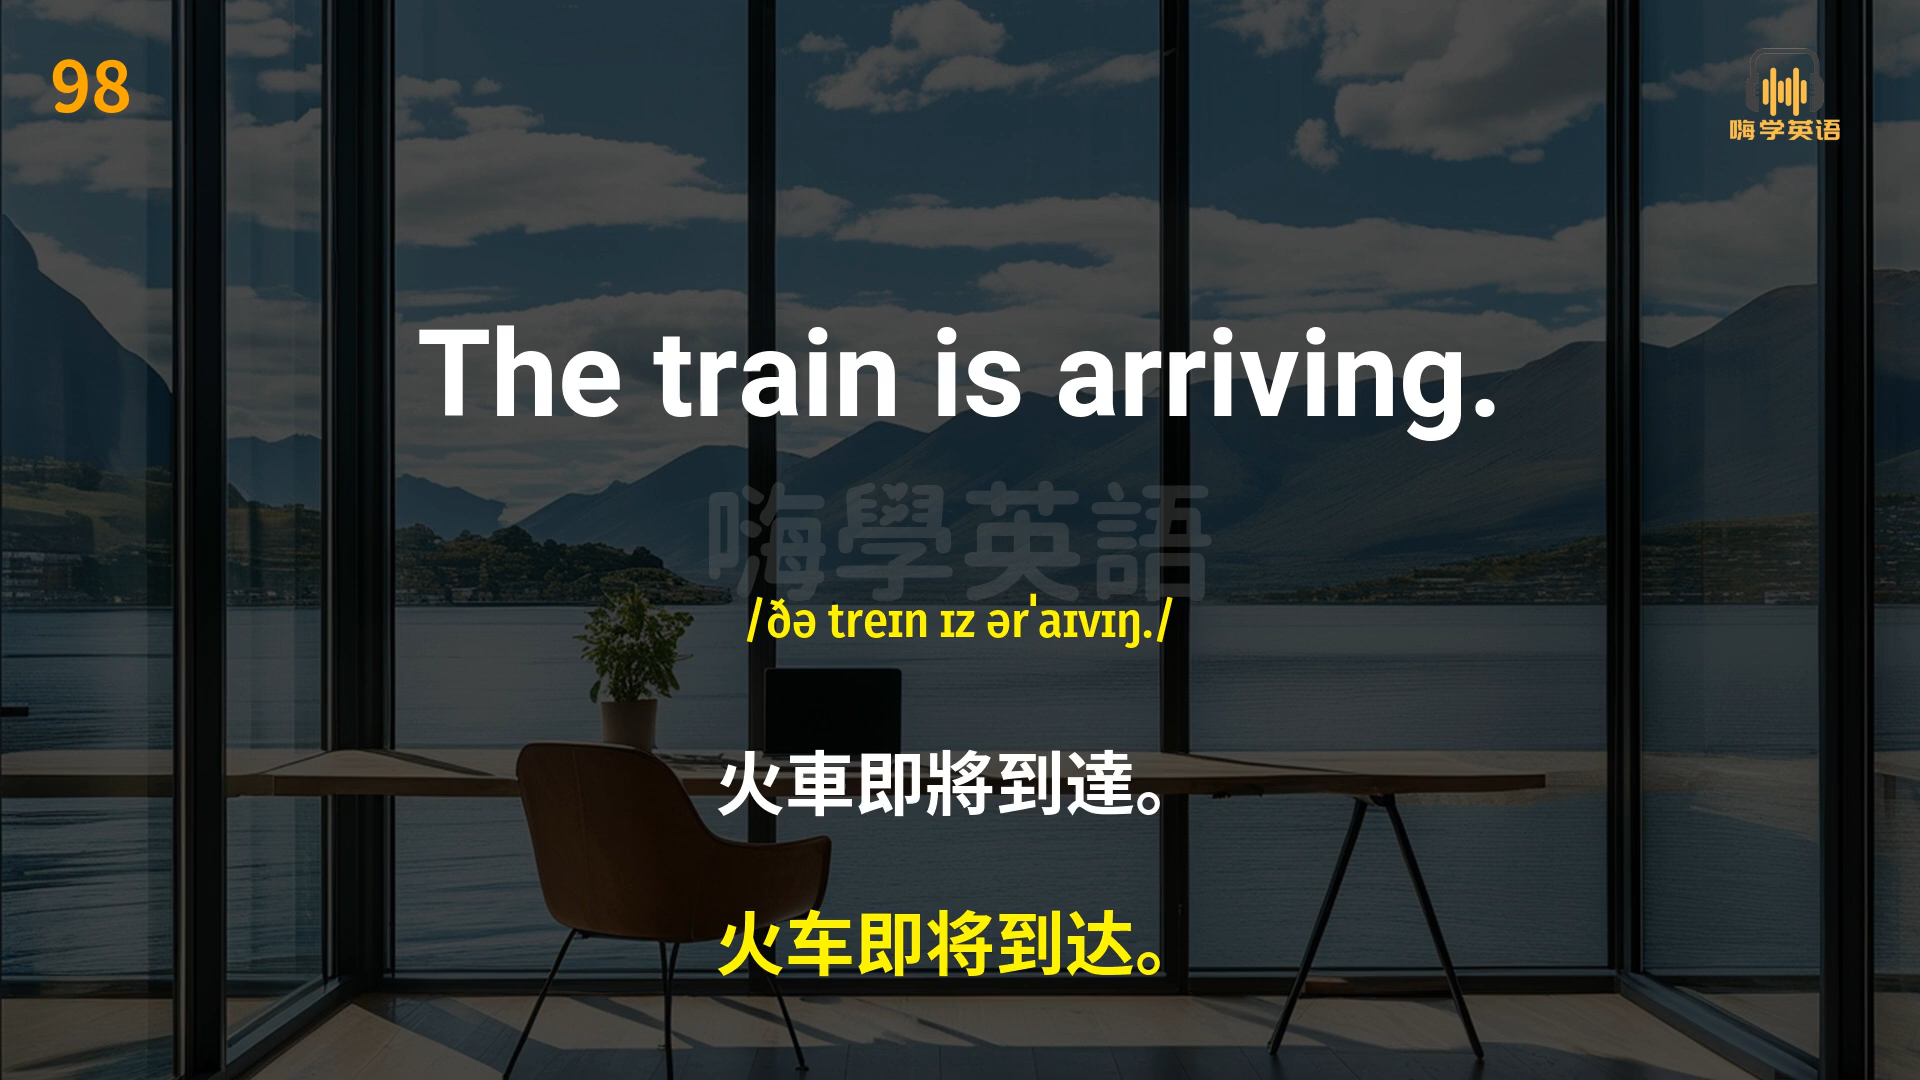 98
嗨学英语
The train is arriving.
嗨學英語
/ðə treɪn ɪz ərˈaɪvɪŋ./
火車即將到達。
火车即将到达。